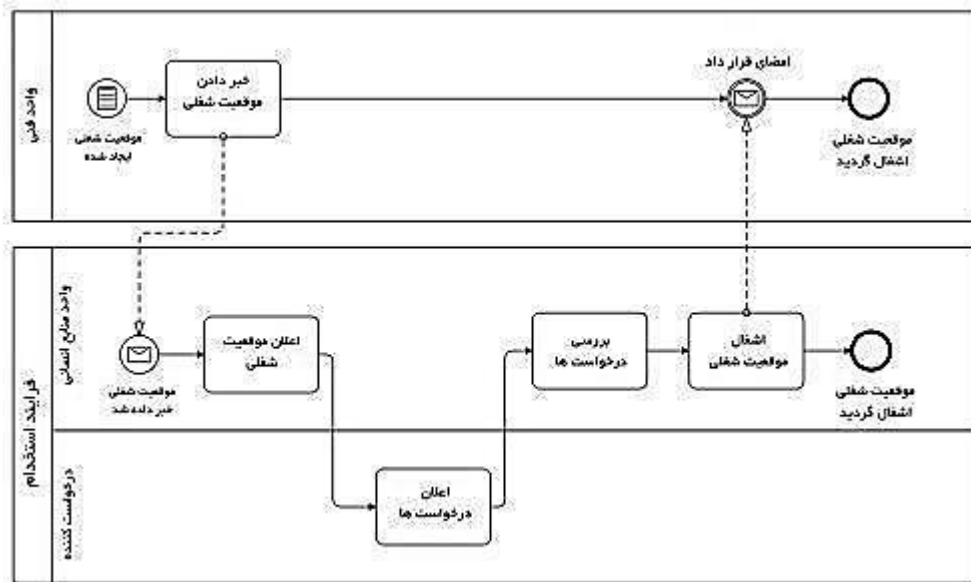 واحد فنی
موقعیت شغلی
ایجاد شده
خبر دادن
موقعیت شغلی
امضای قرار داد
موقعیت شغلی
اشغال گردید
فرایند استخدام
واحد منابع انسانی
موقعیت شغلی
خبر داده شد
اعلان موقعیت
شغلی
بررسی
درخواست ها
اشغال
موقعیت شغلی
موقعیت شغلی
اشغال گردید
درخواست کننده
اعلان
درخواست ها